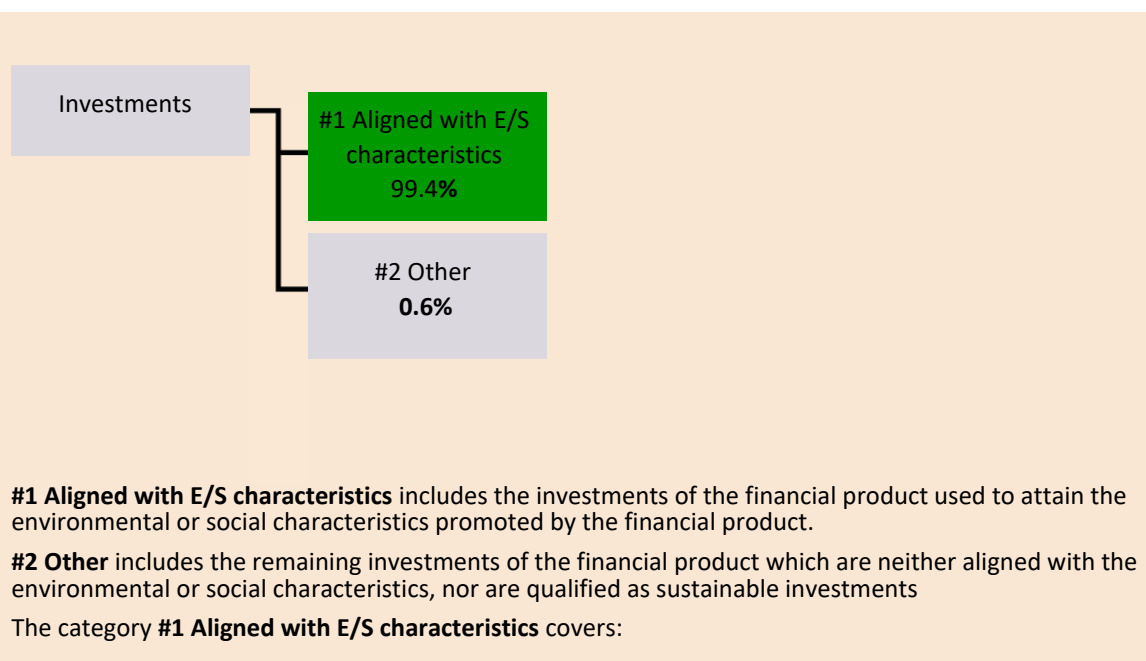 Investments
#1 Aligned with E/S
characteristics
99.4%
#2 Other
0.6%
#1 Aligned with E/S characteristics includes the investments of the financial product used to attain the
environmental or social characteristics promoted by the financial product.
#2 Other includes the remaining investments of the financial product which are neither aligned with the
environmental or social characteristics, nor are qualified as sustainable investments
The category #1 Aligned with E/S characteristics covers: